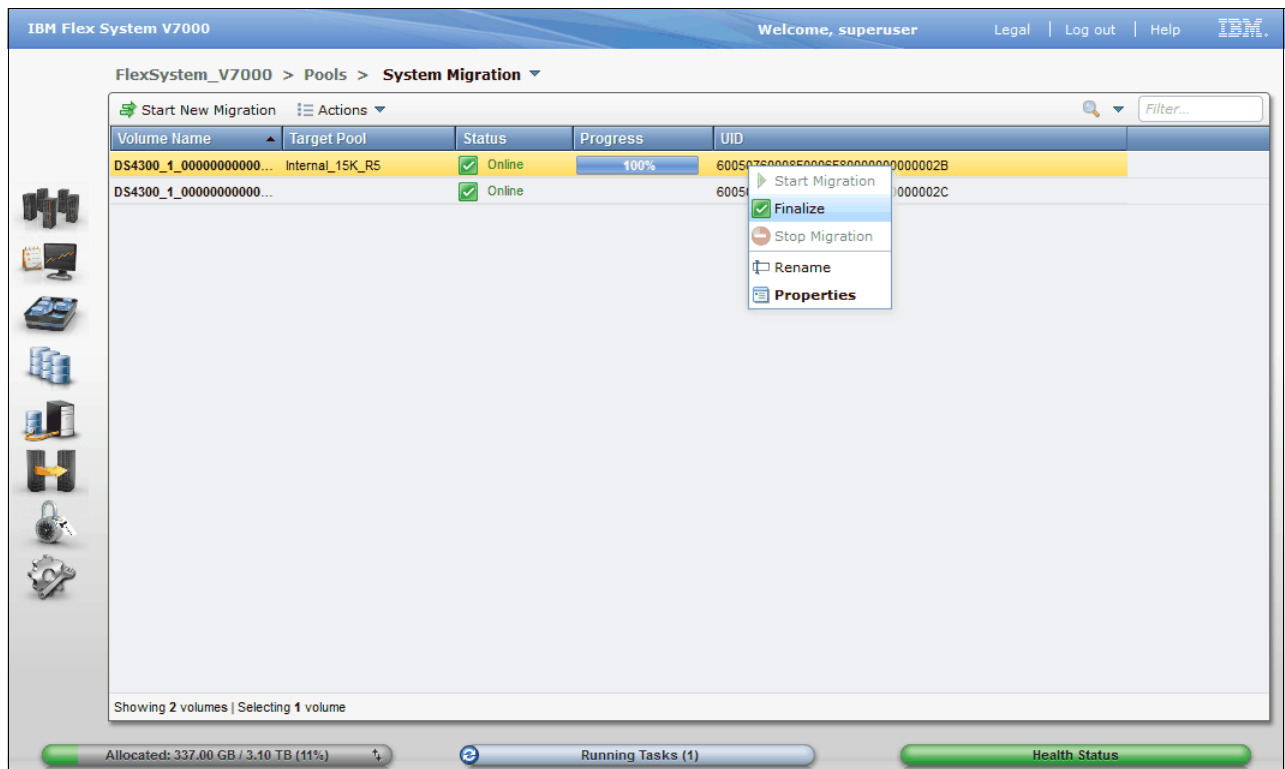 IBM Flex System V7000 Welcome, superuser Legal | Log out | Help IBM.
FlexSystem_V7000 > Pools > System Migration
Start New Migration Actions Filter...
Volume Name Target Pool Status Progress UID
DS4300_1_00000000000... Internal_15K_R5 Online 100%
DS4300_1_00000000000... Online
Start Migration
Finalize
Stop Migration
Rename
Properties
Showing 2 volumes | Selecting 1 volume
Allocated: 337.00 GB / 3.10 TB (11%) Running Tasks (1) Health Status